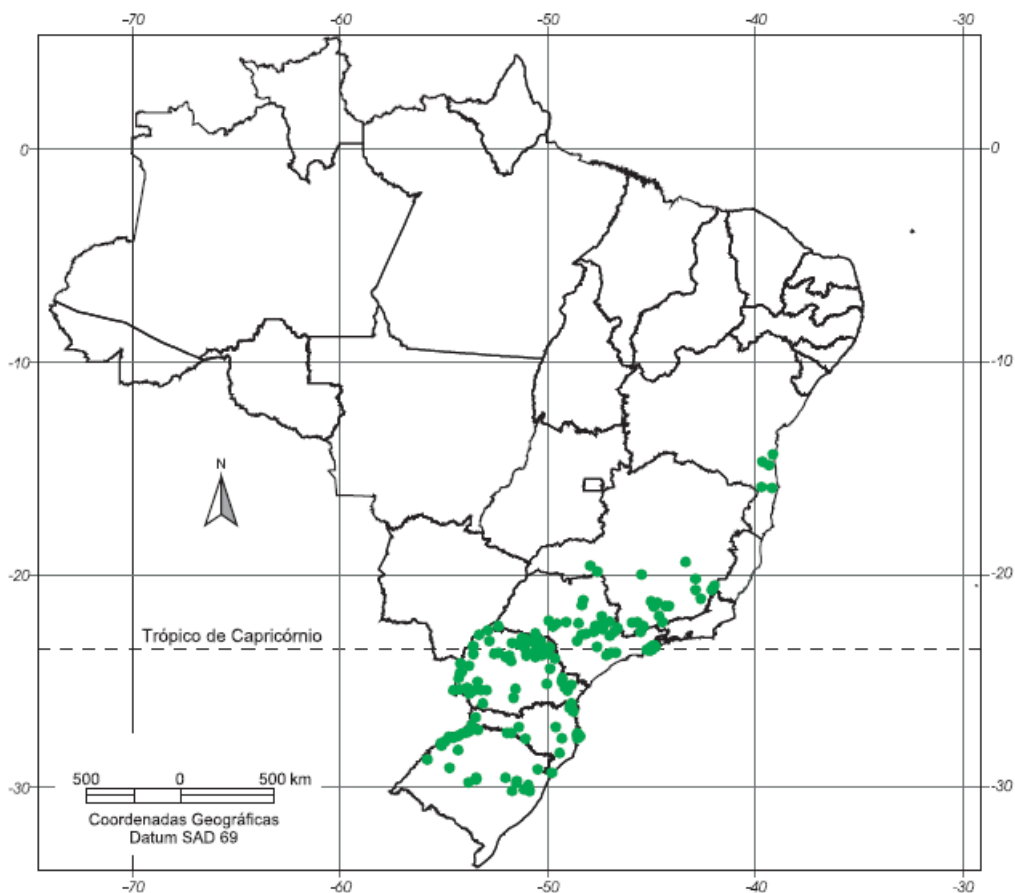 -70 -60 -50 -40 -30
0 0
-10 -10
N
-20 -20
Trópico de Capricórnio
500 0 500 km
-30 -30
Coordenadas Geográficas
Datum SAD 69
-70 -60 -50 -40 -30